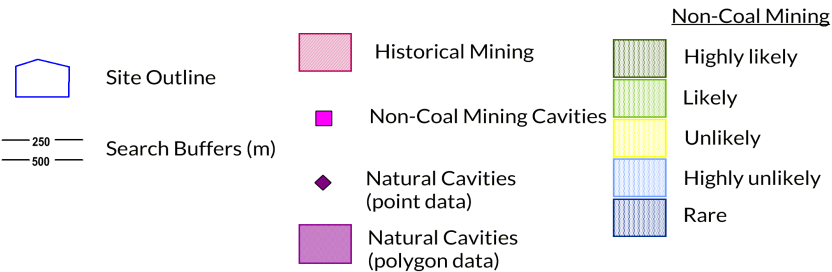 Site Outline
250
500
Search Buffers (m)
Historical Mining
Non-Coal Mining Cavities
Natural Cavities
(point data)
Natural Cavities
(polygon data)
Non-Coal Mining
Highly likely
Likely
Unlikely
Highly unlikely
Rare